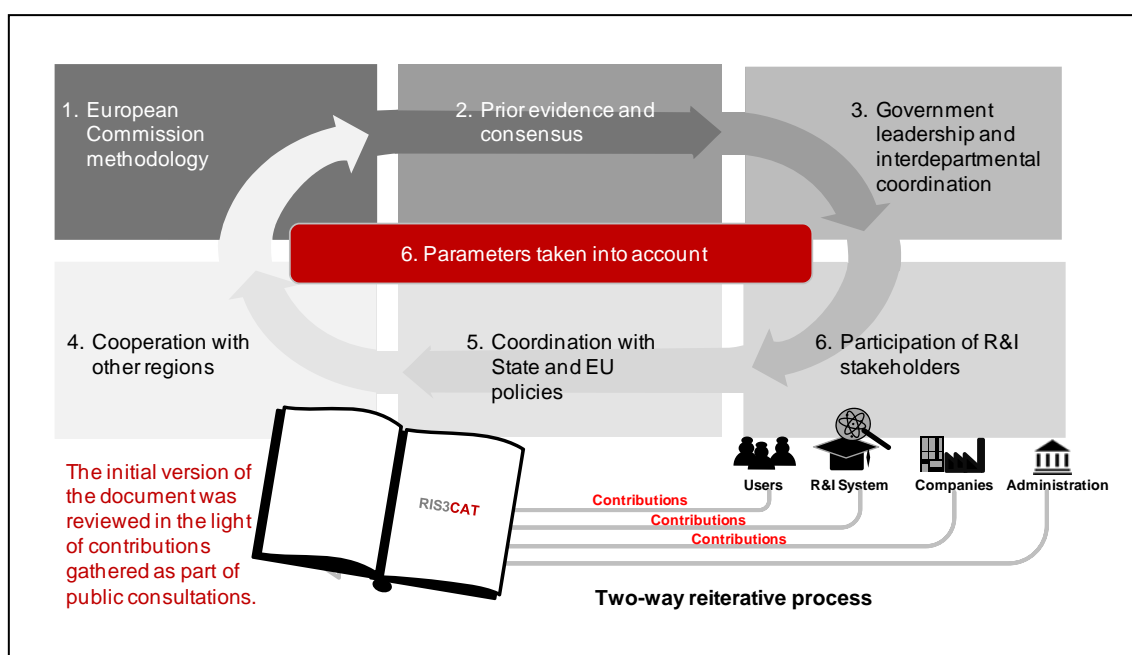 1. European
Commission
methodology
2. Prior evidence and
consensus
3. Government
leadership and
interdepartmental
coordination
6. Parameters taken into account
4. Cooperation with
other regions
5. Coordination with
State and EU
policies
6. Participation of R&I
stakeholders
The initial version of
the document was
reviewed in the light
of contributions
gathered as part of
public consultations.
RIS3CAT
Users
R&I System
Companies
Administration
Contributions
Contributions
Contributions
Two-way reiterative process